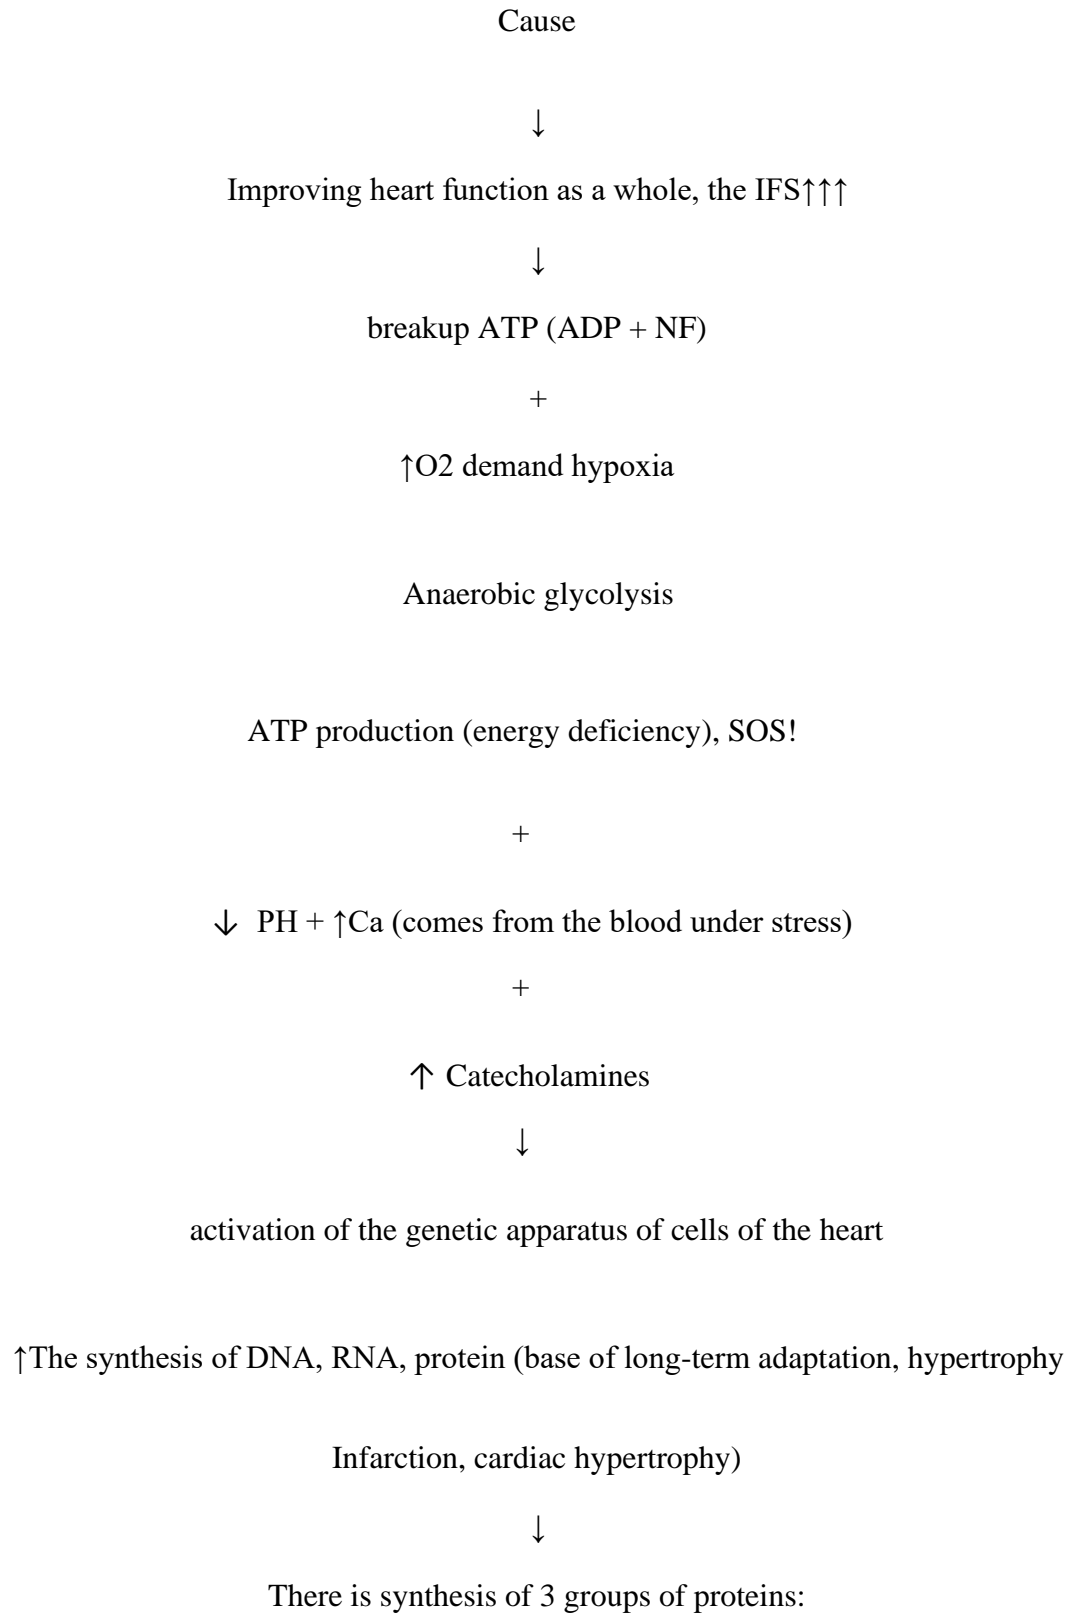 Cause
↓
Improving heart function as a whole, the IFS↑↑↑
↓
breakup ATP (ADP + NF)
+
↑O2 demand hypoxia
Anaerobic glycolysis
ATP production (energy deficiency), SOS!
+
↓ PH + ↑Ca (comes from the blood under stress)
+
↑ Catecholamines
↓
activation of the genetic apparatus of cells of the heart
↑The synthesis of DNA, RNA, protein (base of long-term adaptation, hypertrophy
Infarction, cardiac hypertrophy)
↓
There is synthesis of 3 groups of proteins: